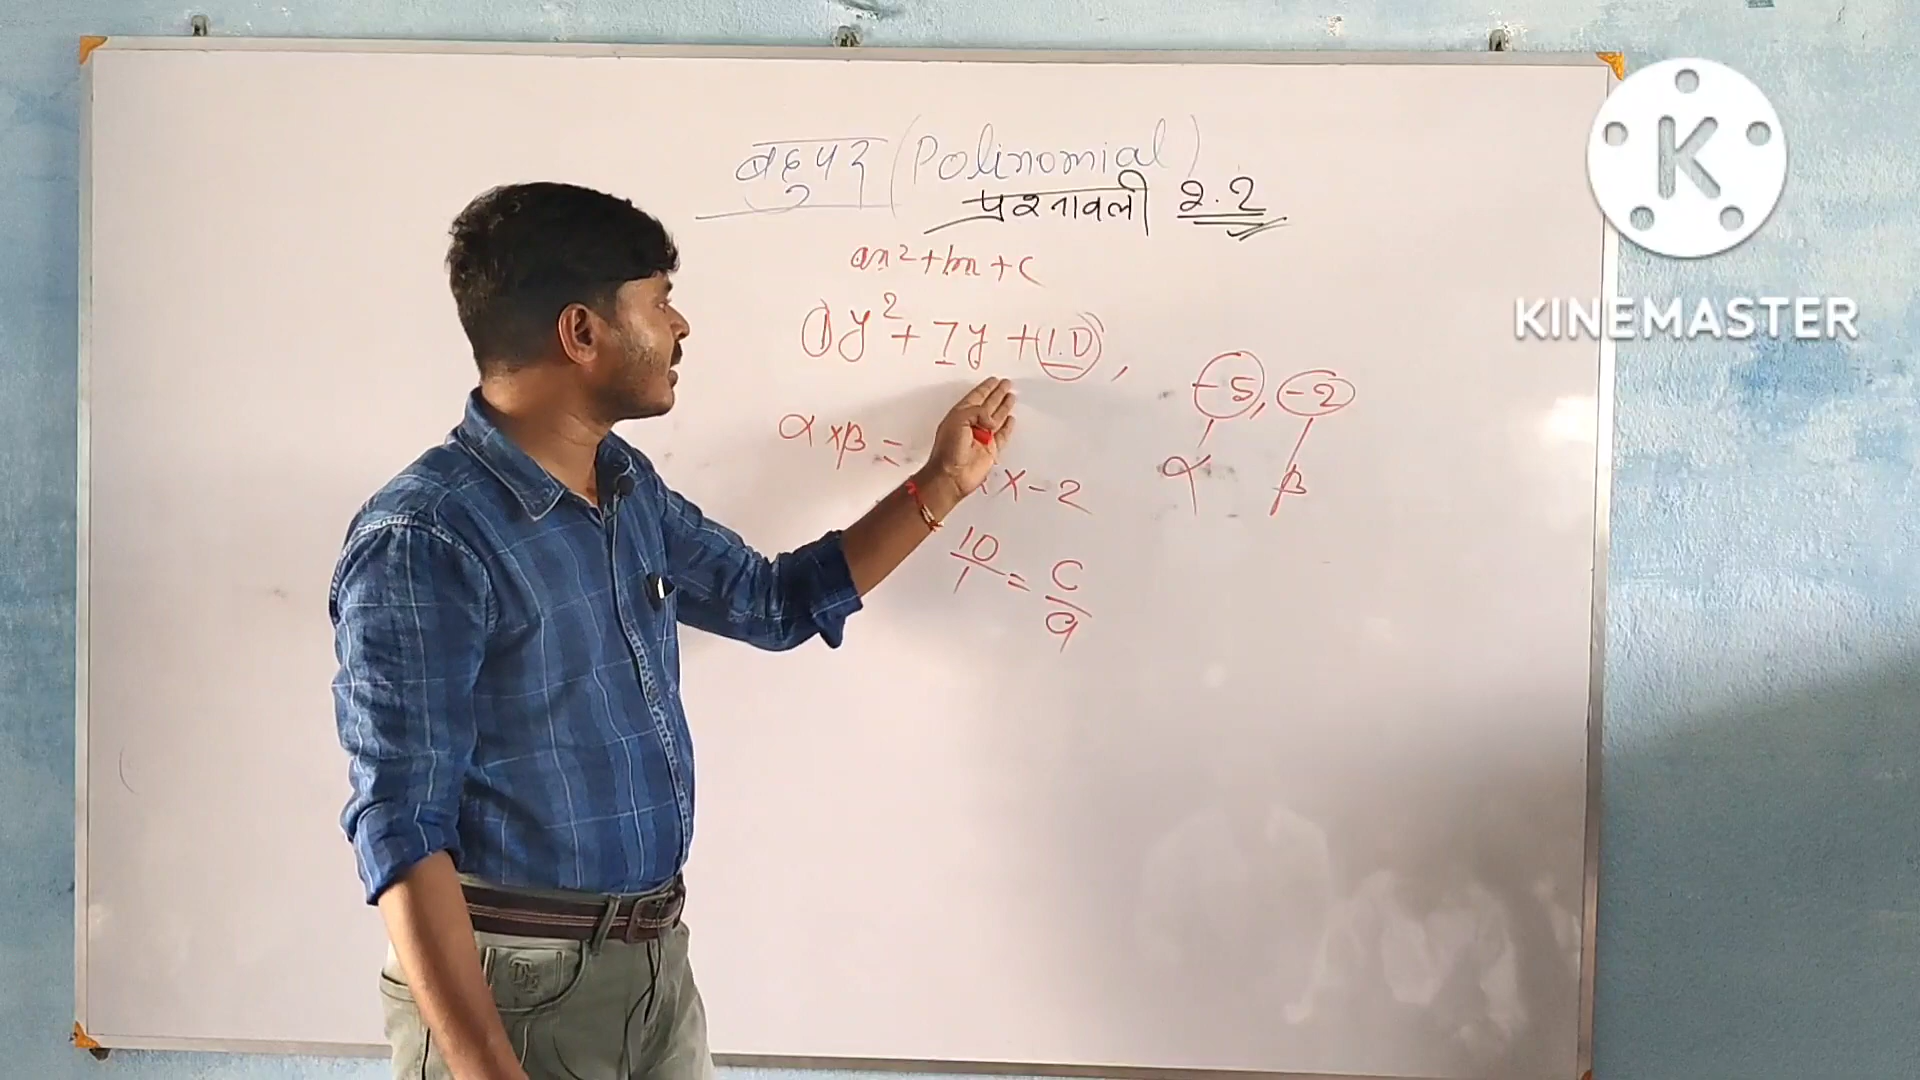 बहुपद (Polinomial)
प्रश्नावली 2.2
ax²+bx+c
1y²+7y+10, -5, -2
α×β =
α β
x-2
10/1 = c/a
K
KINEMASTER